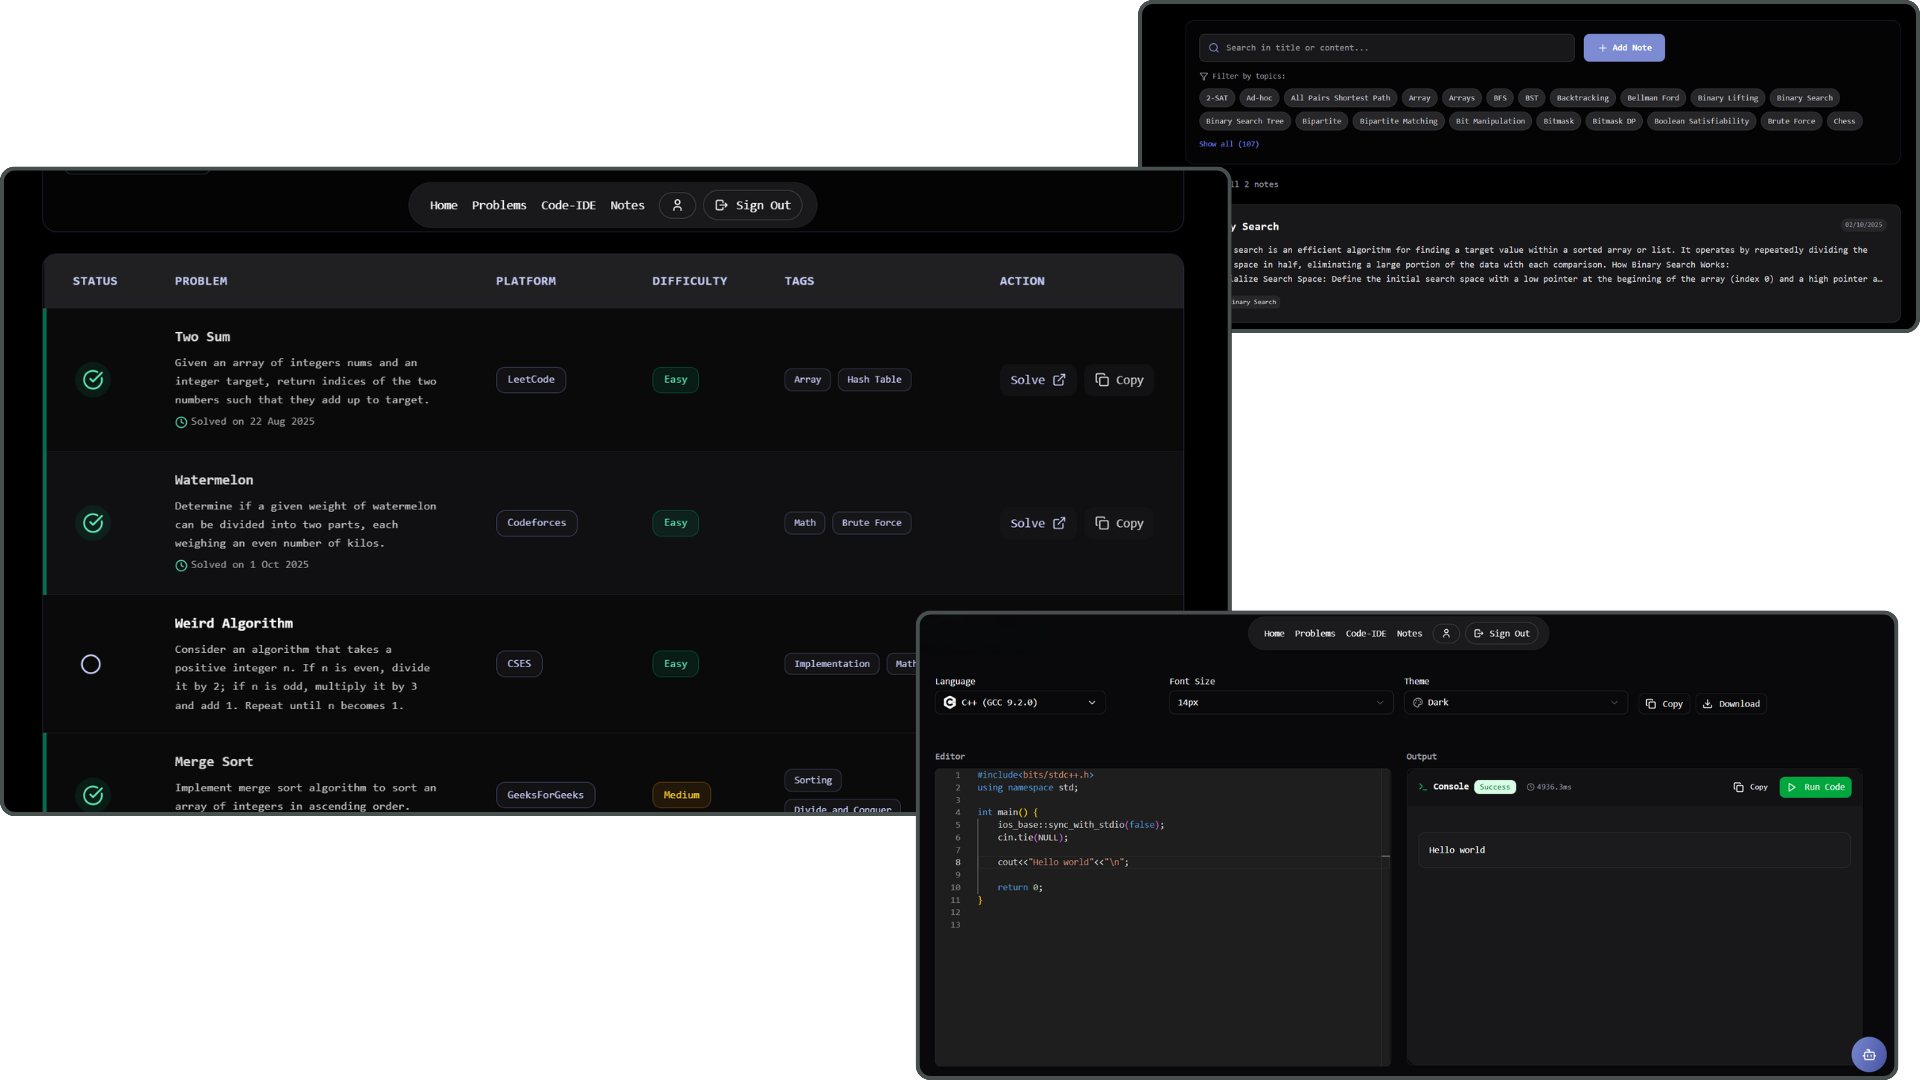 Search in title or content...
Add Note
Filter by topics:
2-SAT Ad-hoc All Pairs Shortest Path Array Arrays BFS BST Backtracking Bellman Ford Binary Lifting Binary Search
Binary Search Tree Bipartite Bipartite Matching Bit Manipulation Bitmask Bitmask DP Boolean Satisfiability Brute Force Chess
Show all (107)
2 notes
Search
02/10/2025
search is an efficient algorithm for finding a target value within a sorted array or list. It operates by repeatedly dividing the
space in half, eliminating a large portion of the data with each comparison. How Binary Search Works:
Search Space: Define the initial search space with a low pointer at the beginning of the array (index 0) and a high pointer a…
inary Search
Home Problems Code-IDE Notes Sign Out
STATUS PROBLEM PLATFORM DIFFICULTY TAGS ACTION
Two Sum
Given an array of integers nums and an
integer target, return indices of the two
numbers such that they add up to target.
Solved on 22 Aug 2025
LeetCode
Easy
Array Hash Table
Solve Copy
Watermelon
Determine if a given weight of watermelon
can be divided into two parts, each
weighing an even number of kilos.
Solved on 1 Oct 2025
Codeforces
Easy
Math Brute Force
Solve Copy
Weird Algorithm
Consider an algorithm that takes a
positive integer n. If n is even, divide
it by 2; if n is odd, multiply it by 3
and add 1. Repeat until n becomes 1.
CSES
Easy
Implementation Math
Merge Sort
Implement merge sort algorithm to sort an
array of integers in ascending order.
GeeksForGeeks
Medium
Sorting
Divide and Conquer
Home Problems Code-IDE Notes Sign Out
Language
C++ (GCC 9.2.0)
Font Size
14px
Theme
Dark
Copy Download
Editor
1 #include<bits/stdc++.h>
2 using namespace std;
3
4 int main() {
5 ios_base::sync_with_stdio(false);
6 cin.tie(NULL);
7
8 cout<<"Hello world"<<"\n";
9
10 return 0;
11 }
12
13
Output
>_ Console Success 4936.3ms
Copy Run Code
Hello world